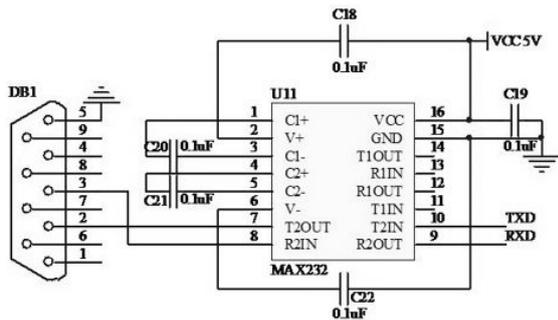 C18
VCC 5V
0.1uF
C19
DB1
U11
5
1 C1+ VCC 16
0.1uF
9
2 V+ GND 15
4
C20 0.1uF
3 C1- T1OUT 14
8
4 C2+ R1IN 13
3
C21 0.1uF
5 C2- R1OUT 12
7
6 V- T1IN 11
2
7 T2OUT T2IN 10 TXD
6
8 R2IN R2OUT 9 RXD
1
MAX232
C22
0.1uF